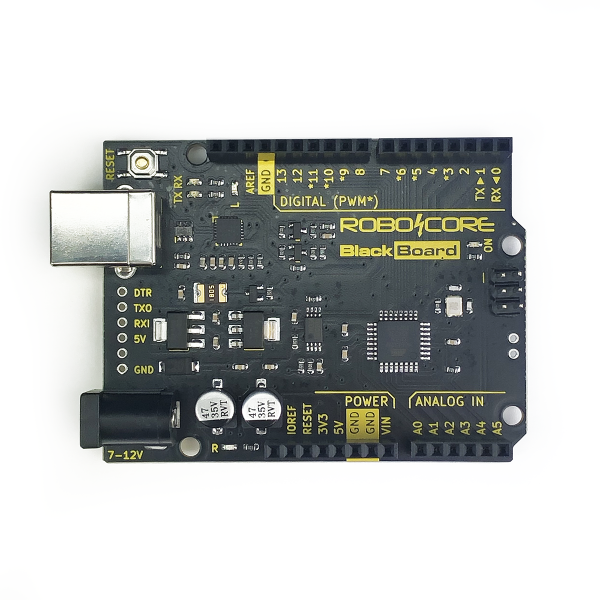 RESET
TX RX
L
AREF
GND
13
12
*11
*10
*9
8
7
*6
*5
4
*3
2
TX▶1
RX◀0
DIGITAL (PWM*)
ROBOCORE
BlackBoard
ON
DTR
TXO
RXI
5V
GND
47
35V
RVT
47
35V
RVT
7-12V
R
POWER
IOREF
RESET
3V3
5V
GND
GND
VIN
ANALOG IN
A0
A1
A2
A3
A4
A5